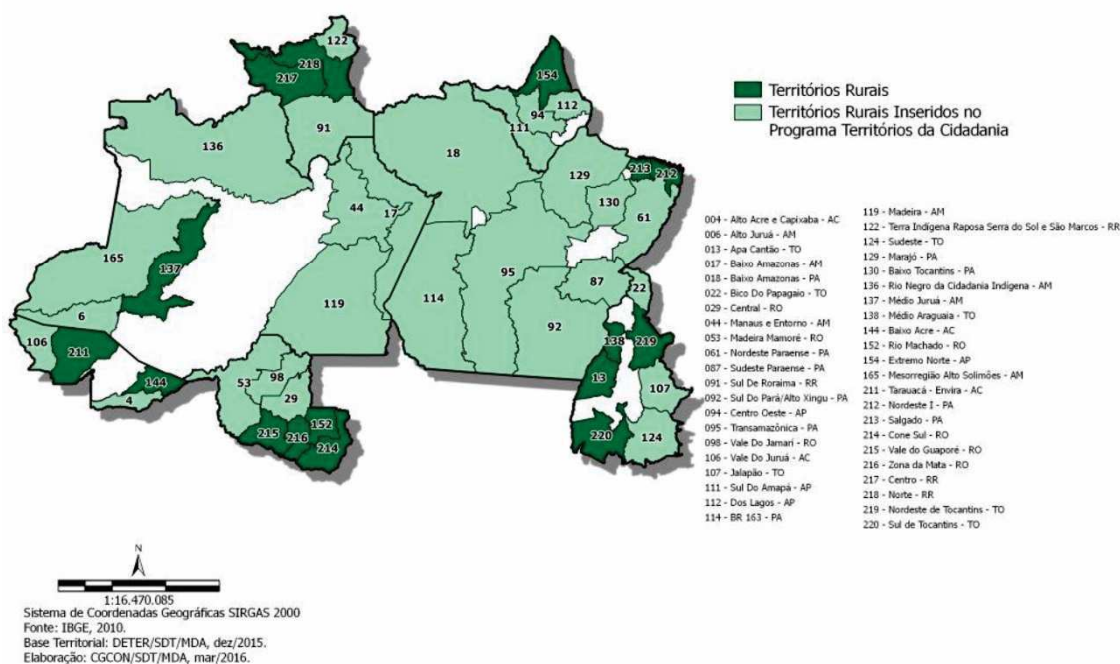 122
218
217
154
112
94
111
91
136
18
213
129
212
130
61
44
17
165
137
95
87
22
119
114
92
6
106
211
138
219
13
107
144
4
53
98
29
152
215
216
214
220
124
Territórios Rurais
Territórios Rurais Inseridos no
Programa Territórios da Cidadania
004 - Alto Acre e Capixaba - AC
006 - Alto Juruá - AM
013 - Apa Cantão - TO
017 - Baixo Amazonas - AM
018 - Baixo Amazonas - PA
022 - Bico Do Papagaio - TO
029 - Central - RO
044 - Manaus e Entorno - AM
053 - Madeira Mamoré - RO
061 - Nordeste Paraense - PA
087 - Sudeste Paraense - PA
091 - Sul De Roraima - RR
092 - Sul Do Pará/Alto Xingu - PA
094 - Centro Oeste - AP
095 - Transamazônica - PA
098 - Vale Do Jamari - RO
106 - Vale Do Juruá - AC
107 - Jalapão - TO
111 - Sul Do Amapá - AP
112 - Dos Lagos - AP
114 - BR 163 - PA
119 - Madeira - AM
122 - Terra Indígena Raposa Serra do Sol e São Marcos - RR
124 - Sudeste - TO
129 - Marajó - PA
130 - Baixo Tocantins - PA
136 - Rio Negro da Cidadania Indígena - AM
137 - Médio Juruá - AM
138 - Médio Araguaia - TO
144 - Baixo Acre - AC
152 - Rio Machado - RO
154 - Extremo Norte - AP
165 - Mesorregião Alto Solimões - AM
211 - Tarauacá - Envira - AC
212 - Nordeste I - PA
213 - Salgado - PA
214 - Cone Sul - RO
215 - Vale do Guaporé - RO
216 - Zona da Mata - RO
217 - Centro - RR
218 - Norte - RR
219 - Nordeste de Tocantins - TO
220 - Sul de Tocantins - TO
N
1:16.470.085
Sistema de Coordenadas Geográficas SIRGAS 2000
Fonte: IBGE, 2010.
Base Territorial: DETER/SDT/MDA, dez/2015.
Elaboração: CGCON/SDT/MDA, mar/2016.